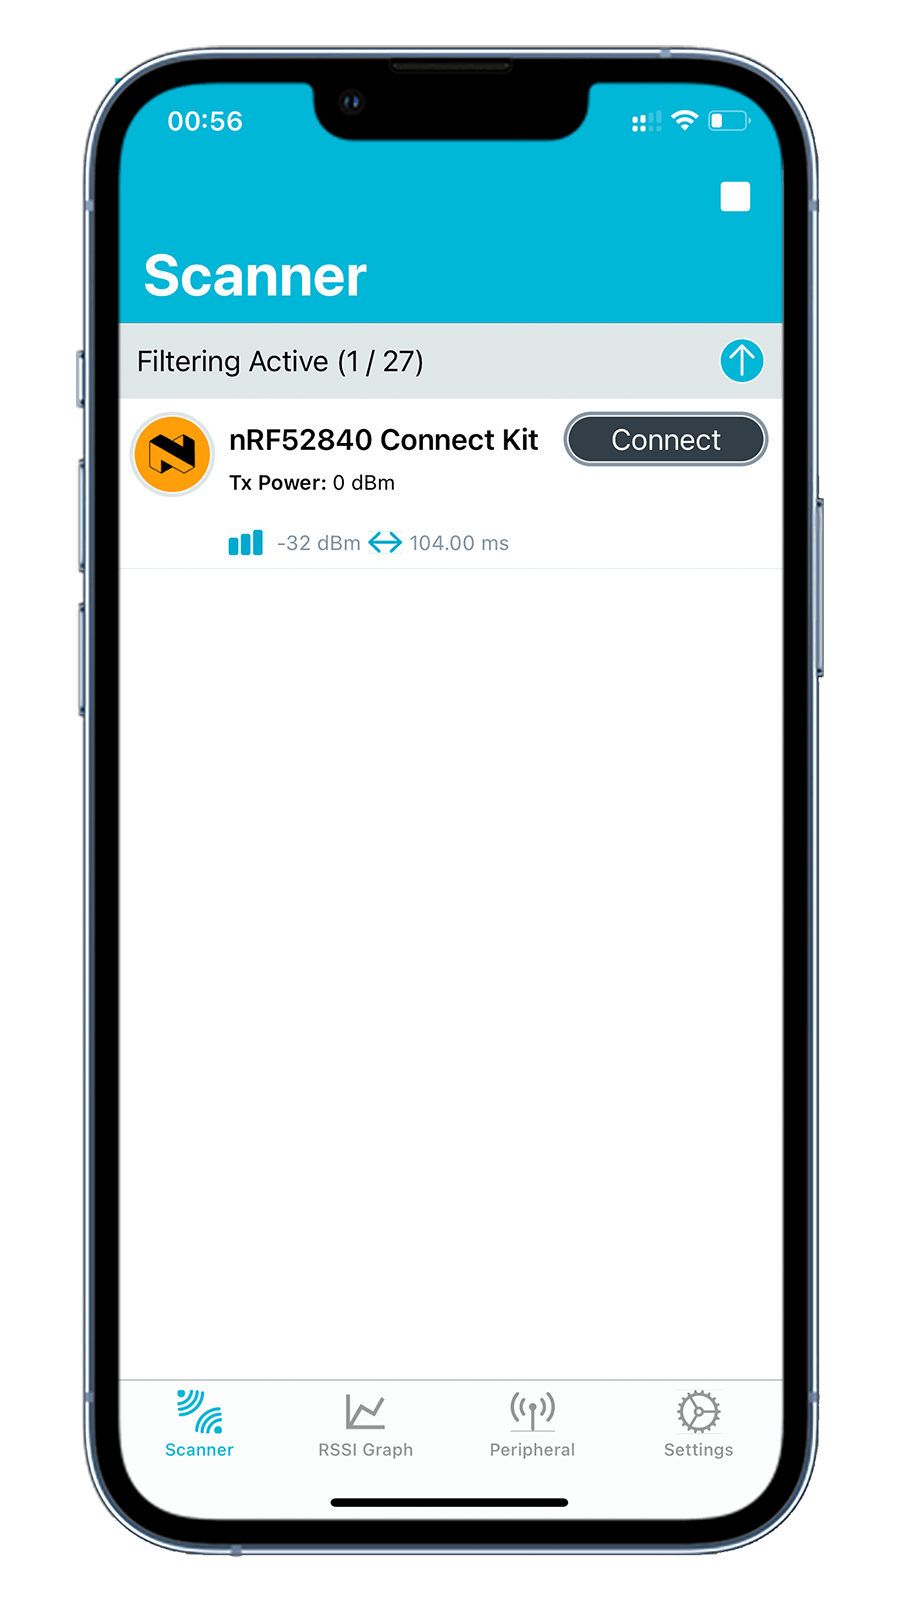 00:56
Scanner
Filtering Active (1 / 27)
nRF52840 Connect Kit
Connect
Tx Power: 0 dBm
-32 dBm
104.00 ms
Scanner
RSSI Graph
Peripheral
Settings